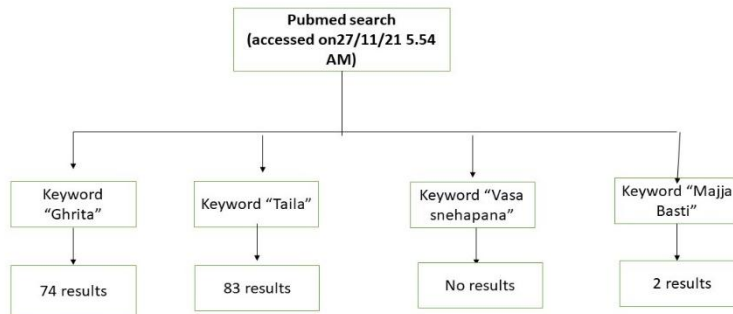 Pubmed search
(accessed on27/11/21 5.54
AM)
Keyword
“Ghrita”
Keyword “Taila”
Keyword “Vasa
snehapana”
Keyword “Majja
Basti”
74 results
83 results
No results
2 results